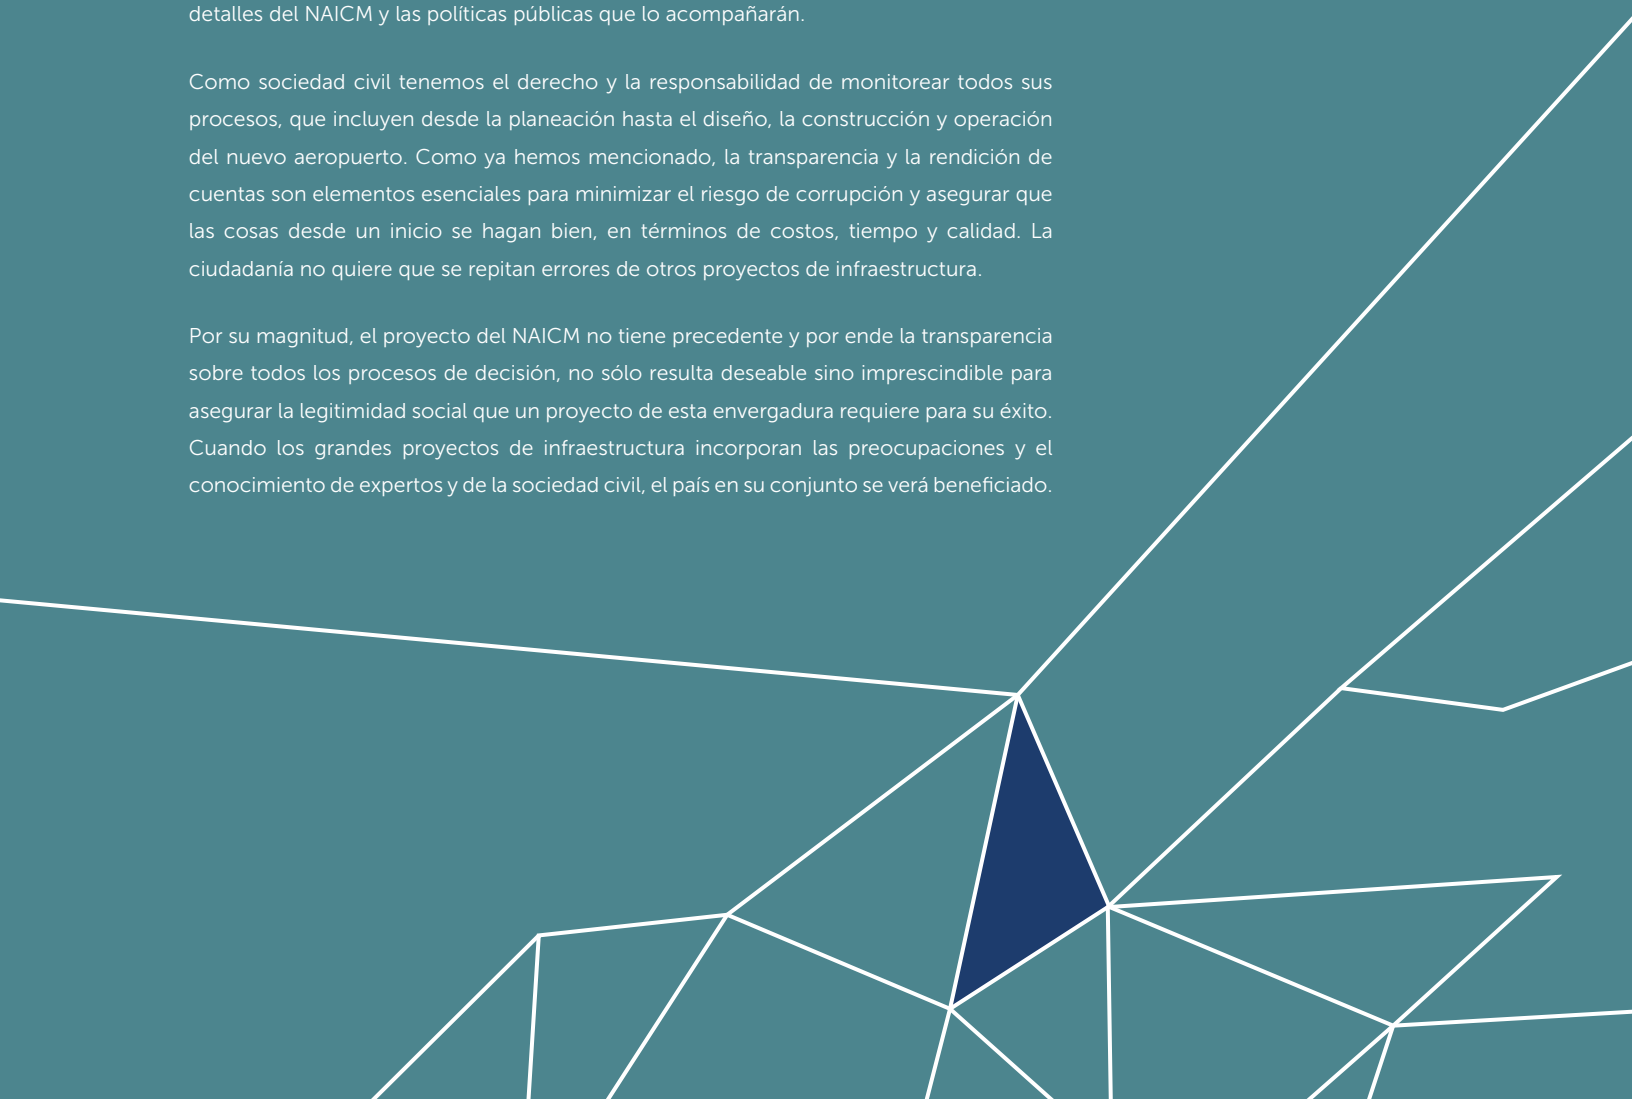 detalles del NAICM y las políticas públicas que lo acompañarán.
Como sociedad civil tenemos el derecho y la responsabilidad de monitorear todos sus
procesos, que incluyen desde la planeación hasta el diseño, la construcción y operación
del nuevo aeropuerto. Como ya hemos mencionado, la transparencia y la rendición de
cuentas son elementos esenciales para minimizar el riesgo de corrupción y asegurar que
las cosas desde un inicio se hagan bien, en términos de costos, tiempo y calidad. La
ciudadanía no quiere que se repitan errores de otros proyectos de infraestructura.
Por su magnitud, el proyecto del NAICM no tiene precedente y por ende la transparencia
sobre todos los procesos de decisión, no sólo resulta deseable sino imprescindible para
asegurar la legitimidad social que un proyecto de esta envergadura requiere para su éxito.
Cuando los grandes proyectos de infraestructura incorporan las preocupaciones y el
conocimiento de expertos y de la sociedad civil, el país en su conjunto se verá beneficiado.